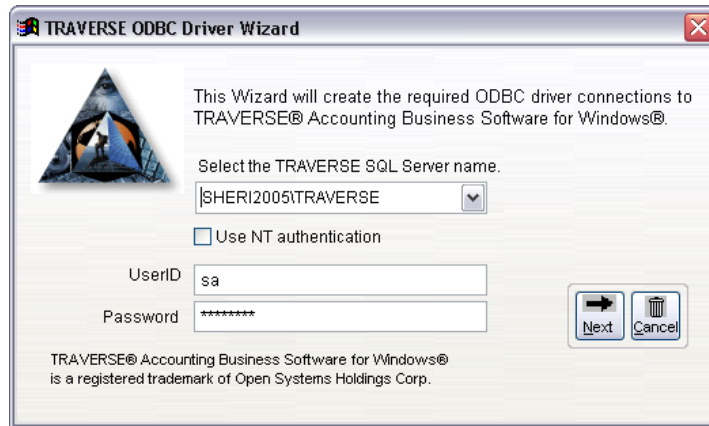 TRAVERSE ODBC Driver Wizard
This Wizard will create the required ODBC driver connections to
TRAVERSE® Accounting Business Software for Windows®.
Select the TRAVERSE SQL Server name.
SHERI2005\TRAVERSE
Use NT authentication
UserID sa
Password ********
Next Cancel
TRAVERSE® Accounting Business Software for Windows®
is a registered trademark of Open Systems Holdings Corp.